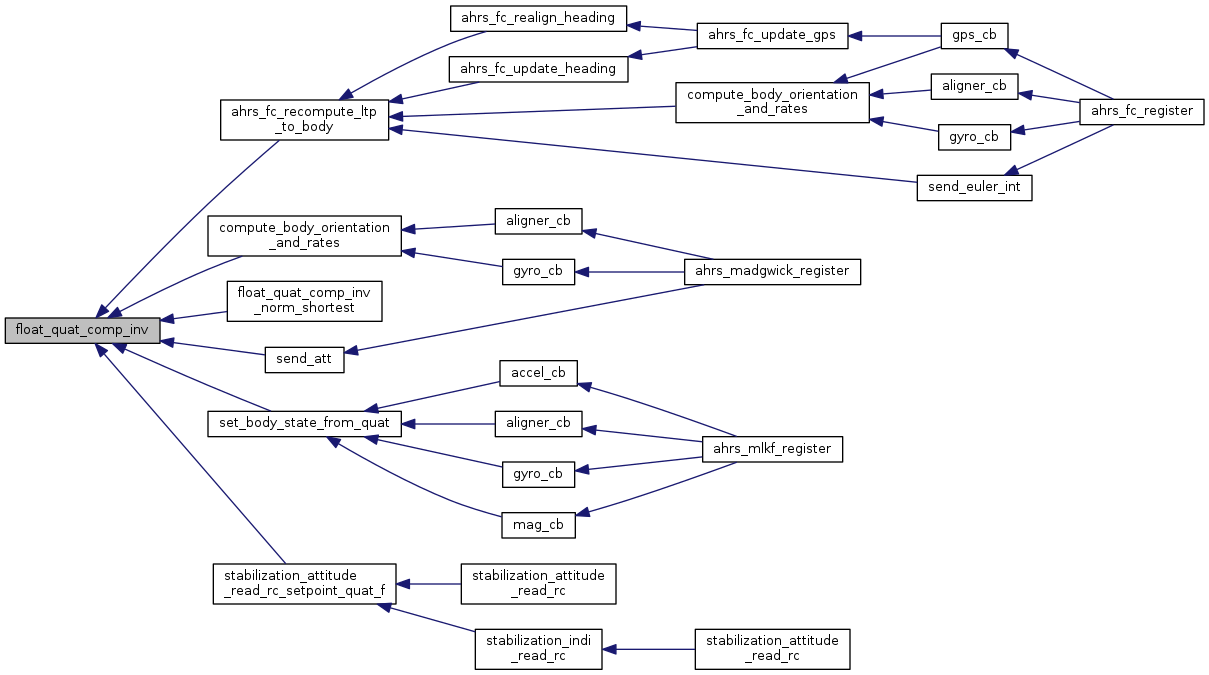 ahrs_fc_realign_heading
ahrs_fc_update_gps
gps_cb
ahrs_fc_update_heading
aligner_cb
compute_body_orientation
_and_rates
ahrs_fc_recompute_ltp
_to_body
ahrs_fc_register
gyro_cb
send_euler_int
aligner_cb
compute_body_orientation
_and_rates
gyro_cb
ahrs_madgwick_register
float_quat_comp_inv
_norm_shortest
float_quat_comp_inv
send_att
accel_cb
set_body_state_from_quat
aligner_cb
ahrs_mlkf_register
gyro_cb
mag_cb
stabilization_attitude
_read_rc_setpoint_quat_f
stabilization_attitude
_read_rc
stabilization_indi
_read_rc
stabilization_attitude
_read_rc